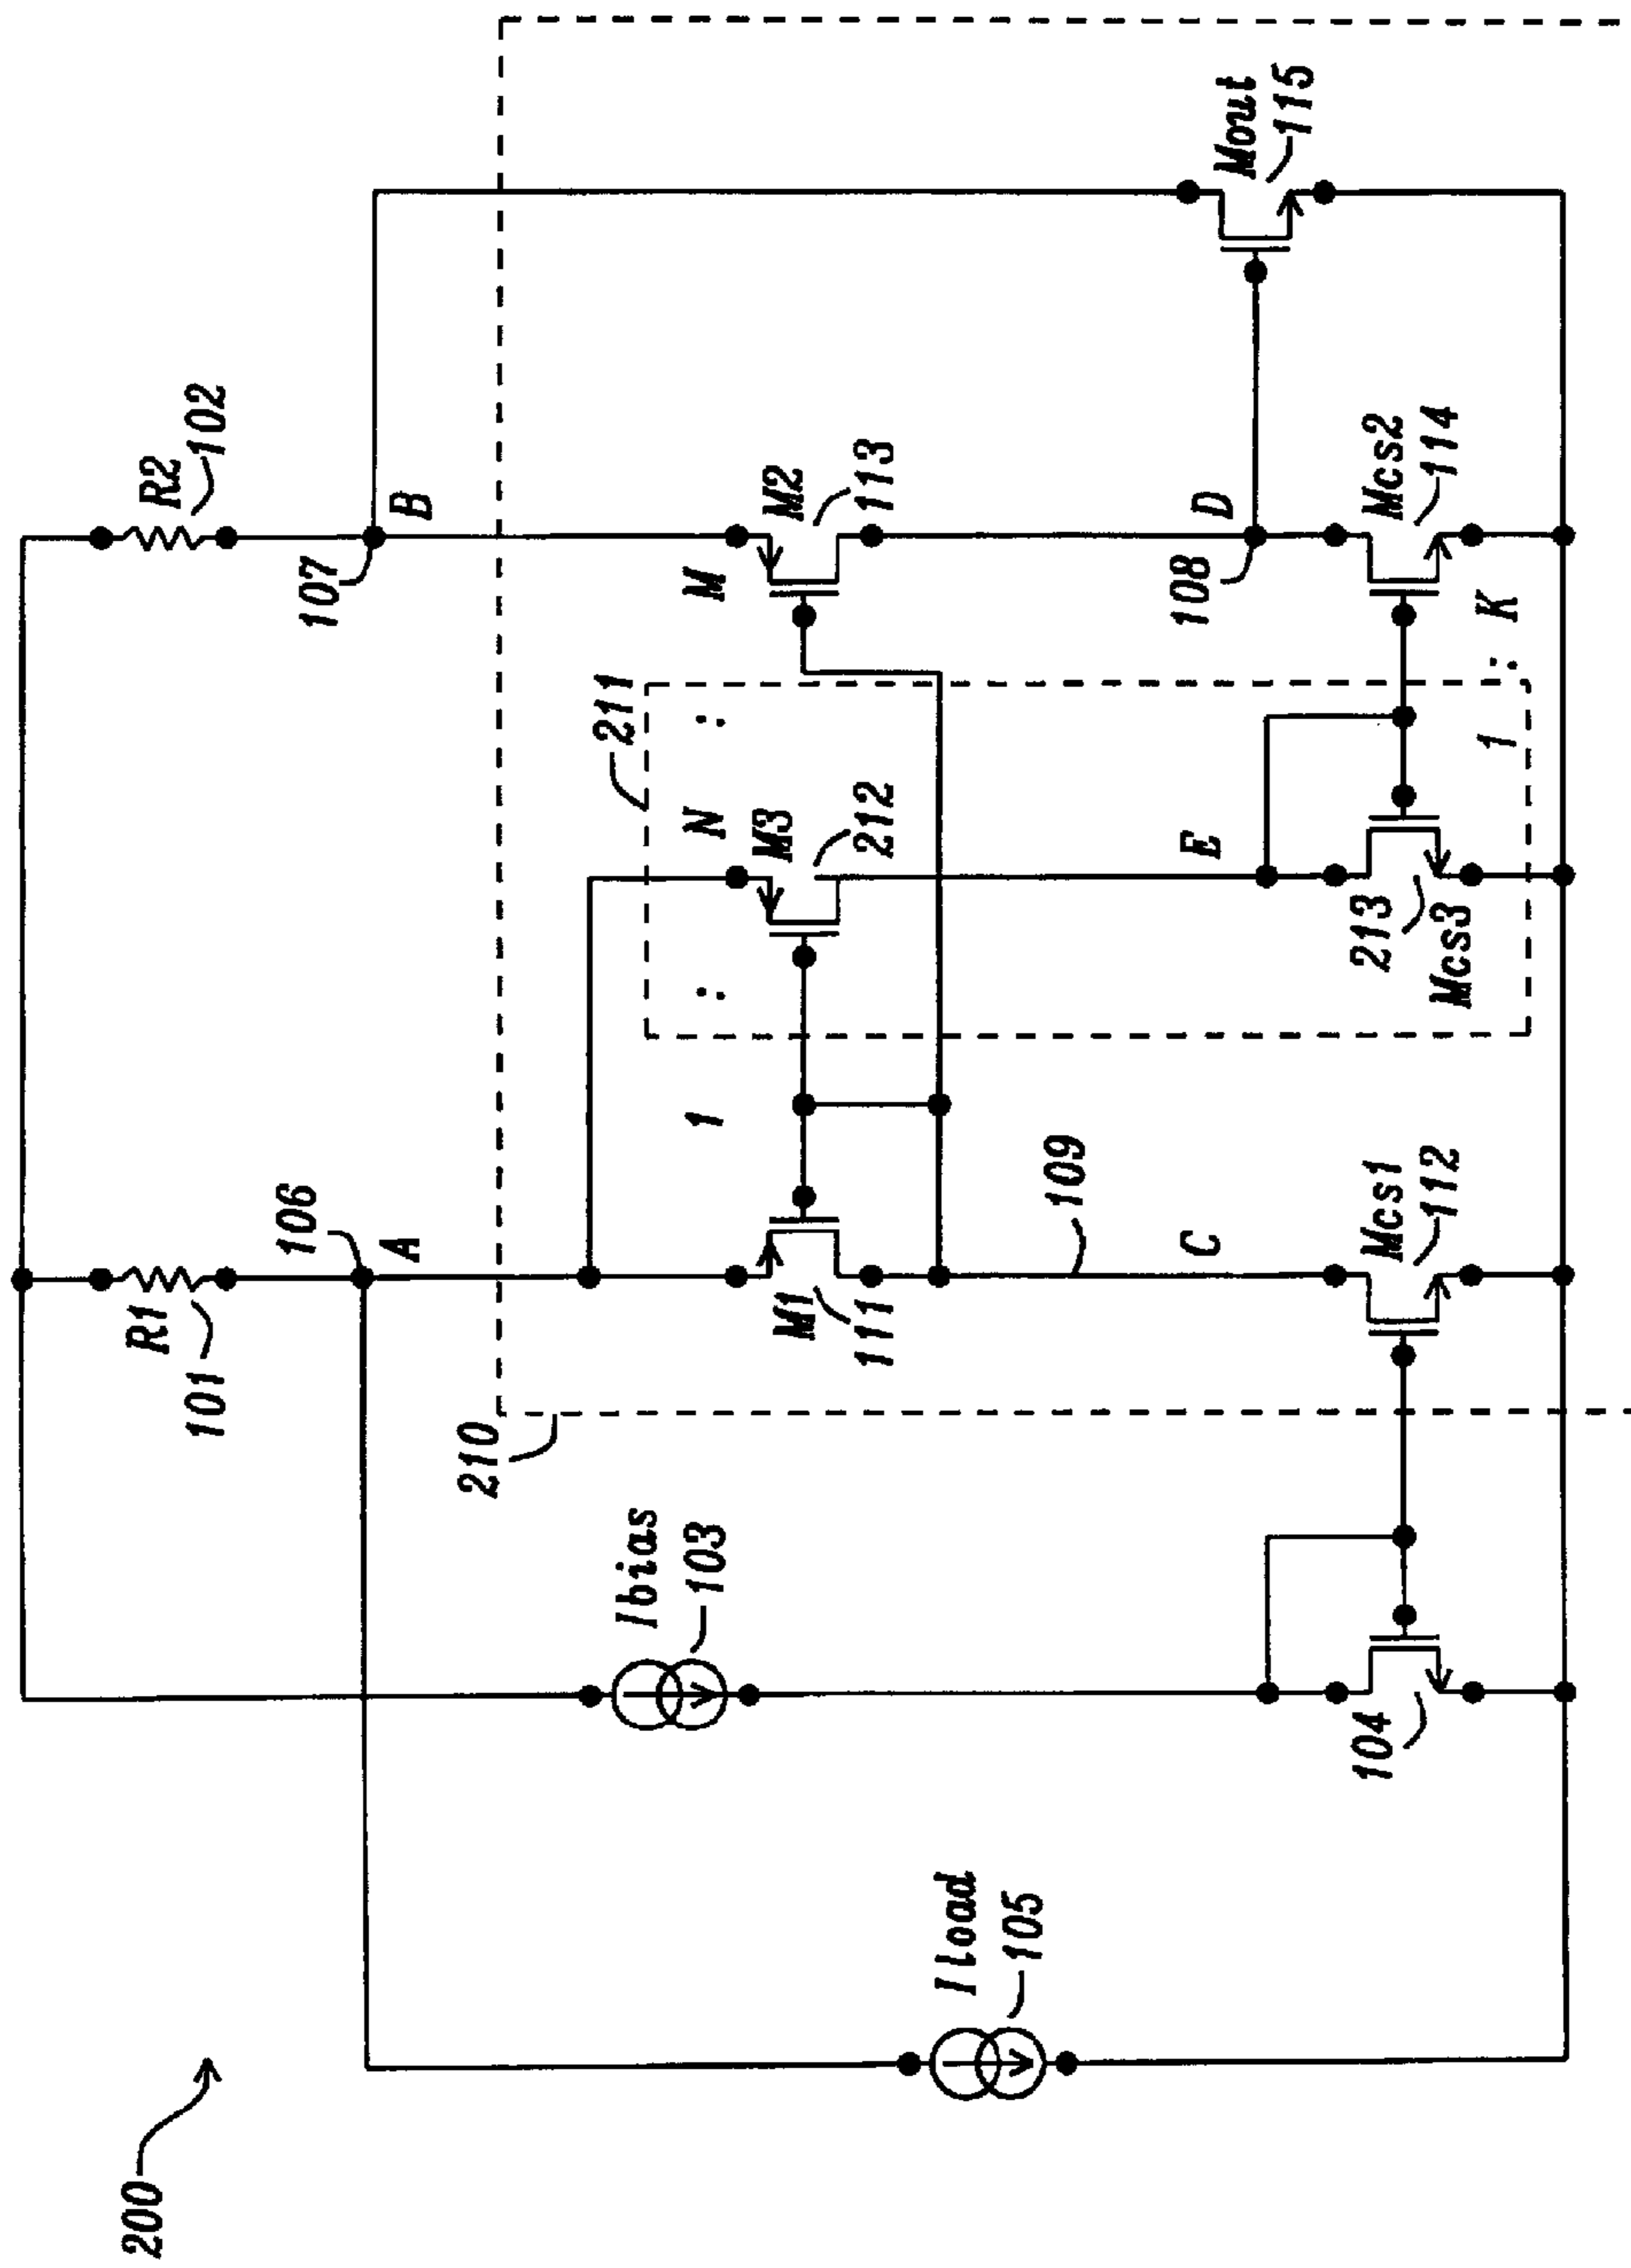 200
R1
101
R2
102
106
A
107
B
210
211
Ibias
103
Iload
105
1 : N : M
M1
111
M3
212
M2
113
109
C
E
108
D
Mout
115
104
Mcs1
112
213
Mcs3
Mcs2
114
1 : K